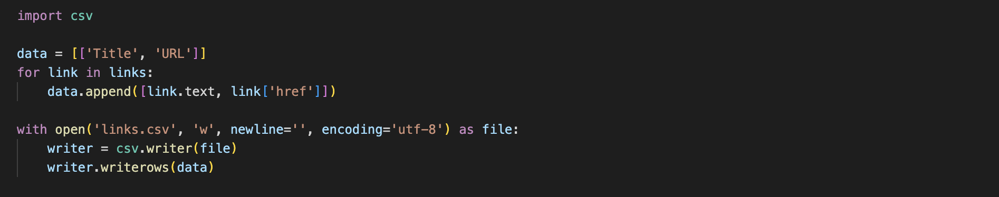 import csv
data = [['Title', 'URL']]
for link in links:
    data.append([link.text, link['href']])
with open('links.csv', 'w', newline='', encoding='utf-8') as file:
    writer = csv.writer(file)
    writer.writerows(data)